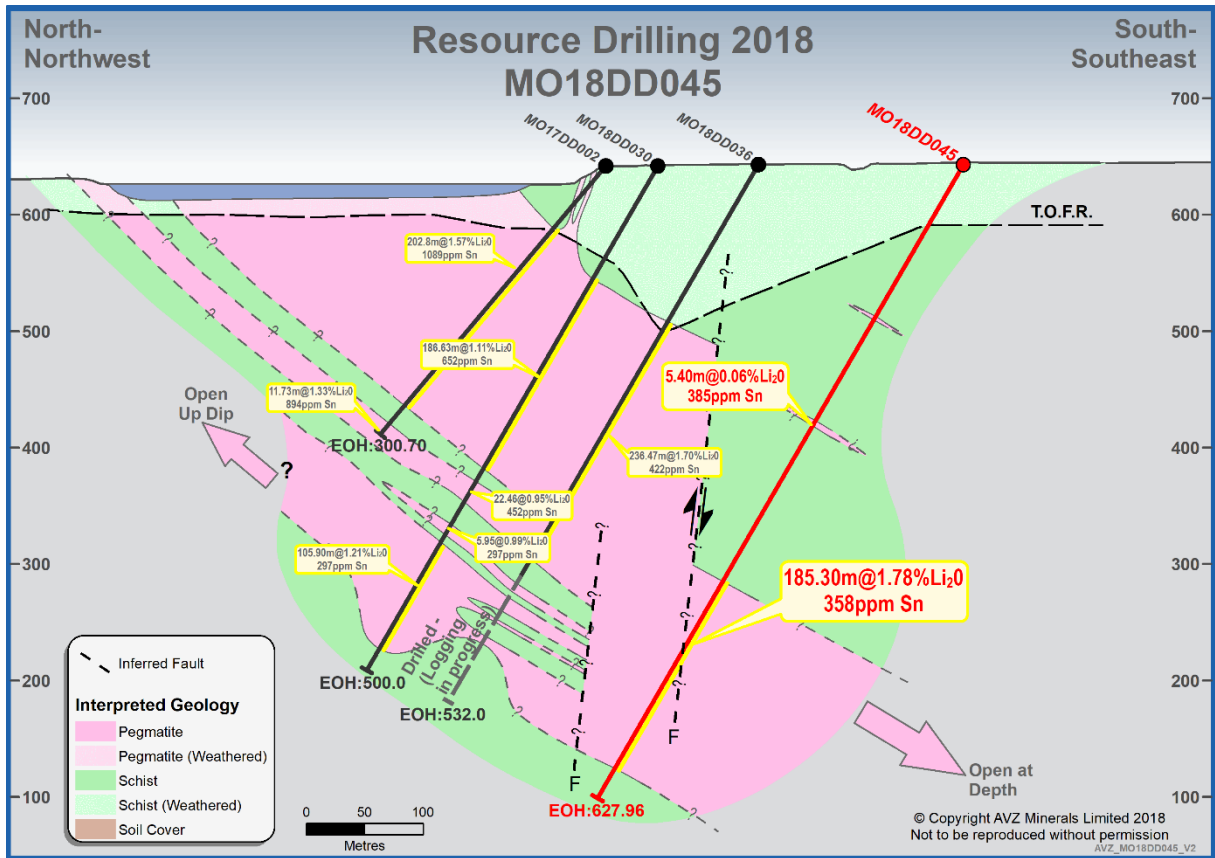 North-
Northwest
Resource Drilling 2018
MO18DD045
South-
Southeast
700
700
MO17DD002
MO18DD030
MO18DD036
MO18DD045
600
600
T.O.F.R.
202.8m@1.57%Li₂0
1089ppm Sn
500
500
186.63m@1.11%Li₂0
652ppm Sn
5.40m@0.06%Li₂0
385ppm Sn
11.73m@1.33%Li₂0
894ppm Sn
Open
Up Dip
EOH:300.70
?
400
400
236.47m@1.70%Li₂0
422ppm Sn
22.46@0.95%Li₂0
452ppm Sn
5.95@0.99%Li₂0
297ppm Sn
105.90m@1.21%Li₂0
297ppm Sn
300
300
185.30m@1.78%Li₂0
358ppm Sn
Drilled -
(Logging
in progress)
EOH:500.0
EOH:532.0
200
200
F
F
Inferred Fault
Interpreted Geology
Pegmatite
Pegmatite (Weathered)
Schist
Schist (Weathered)
Soil Cover
Open at
Depth
100
100
EOH:627.96
0 50 100
Metres
© Copyright AVZ Minerals Limited 2018
Not to be reproduced without permission
AVZ_MO18DD045_V2